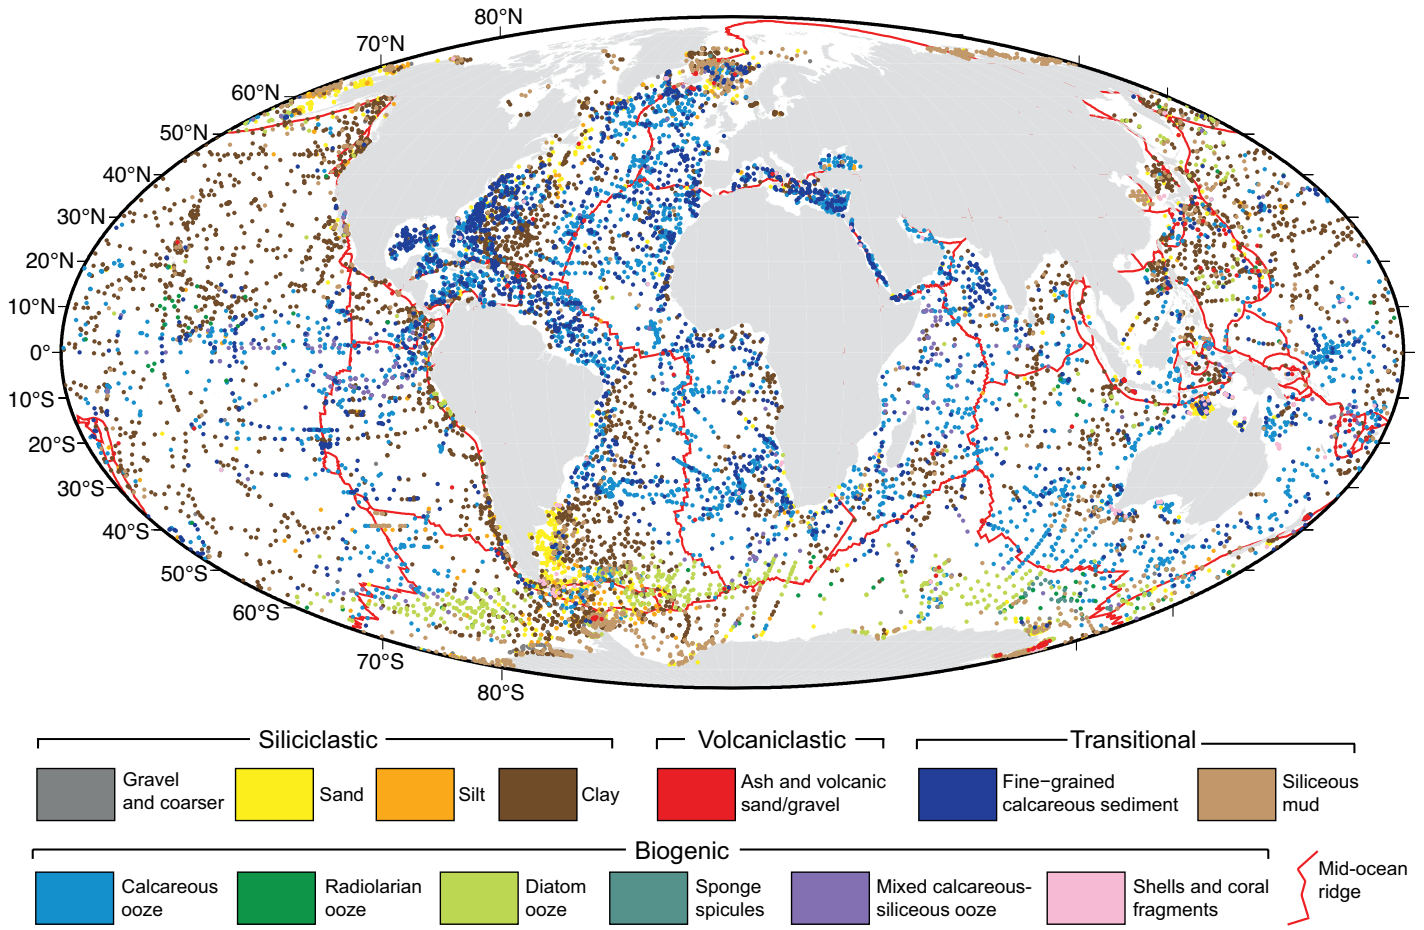 80°N
70°N
60°N
50°N
40°N
30°N
20°N
10°N
0°
10°S
20°S
30°S
40°S
50°S
60°S
70°S
80°S
Siliciclastic
Volcaniclastic
Transitional
Gravel
and coarser
Sand
Silt
Clay
Ash and volcanic
sand/gravel
Fine−grained
calcareous sediment
Siliceous
mud
Biogenic
Calcareous
ooze
Radiolarian
ooze
Diatom
ooze
Sponge
spicules
Mixed calcareous-
siliceous ooze
Shells and coral
fragments
Mid-ocean
ridge